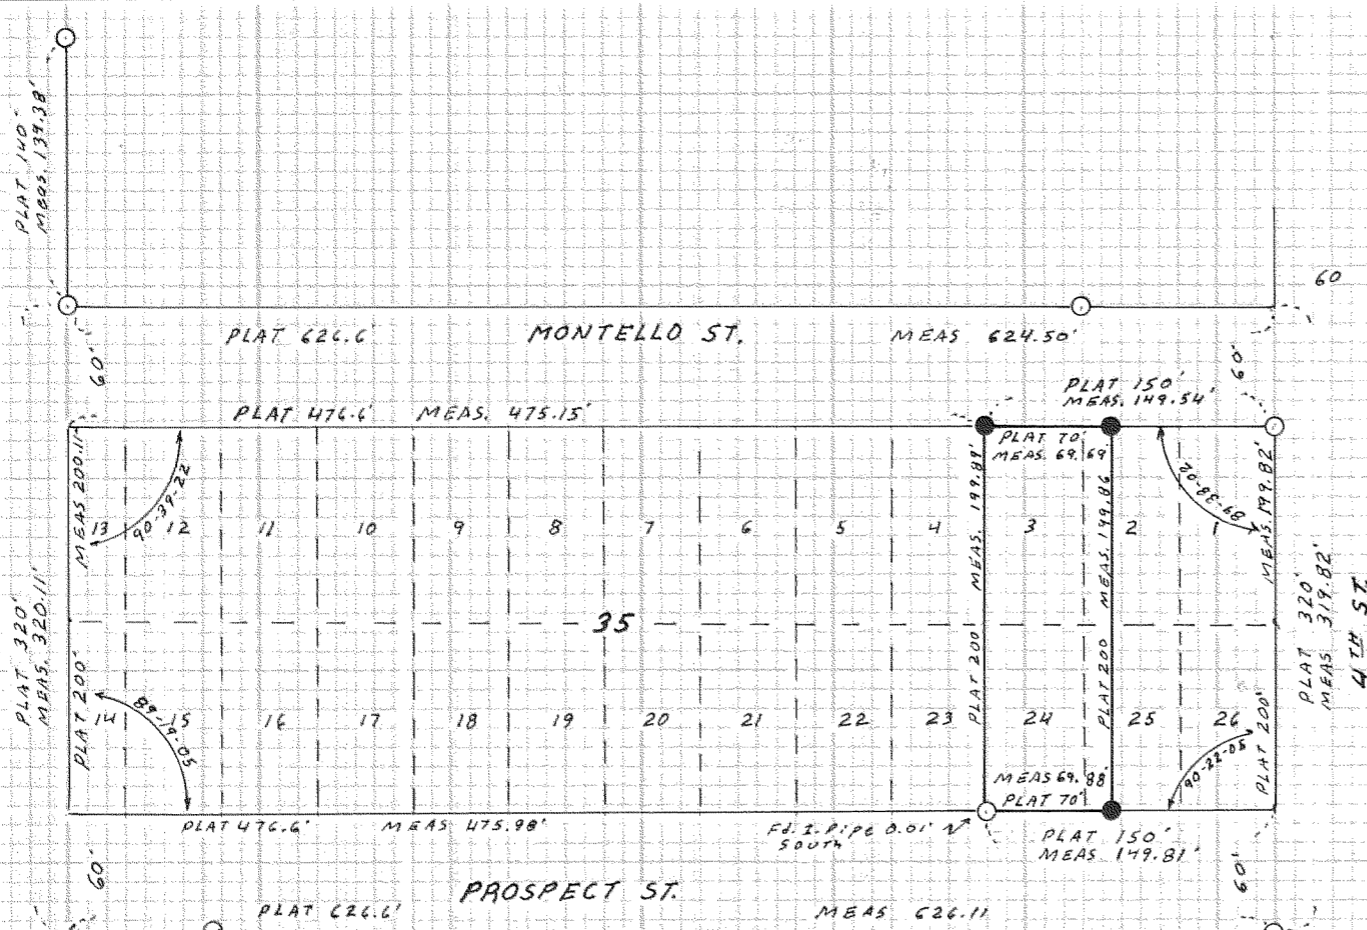 PLAT 140'
MEAS. 139.38'
60
PLAT 626.6'
MONTELLO ST.
MEAS 624.50'
60'
60'
PLAT 150'
MEAS. 149.54'
PLAT 476.6'
MEAS. 475.15'
PLAT 70'
MEAS. 69.69
MEAS 200.11'
90-39-22
MEAS. 199.89'
MEAS. 199.86
89-38-02
MEAS. 199.82'
13 12 11 10 9 8 7 6 5 4 3 2 1
PLAT 320'
MEAS. 320.11'
35
PLAT 320'
MEAS 319.82'
4TH ST.
PLAT 200'
89-19-05
PLAT 200
PLAT 200
90-22-05
PLAT 200'
14 15 16 17 18 19 20 21 22 23 24 25 26
MEAS 69.88'
PLAT 70'
PLAT 476.6'
MEAS 475.98'
Fd. I. Pipe 0.01'
SOUTH
PLAT 150'
MEAS 149.81'
60'
60'
PROSPECT ST.
PLAT 626.6'
MEAS 626.11